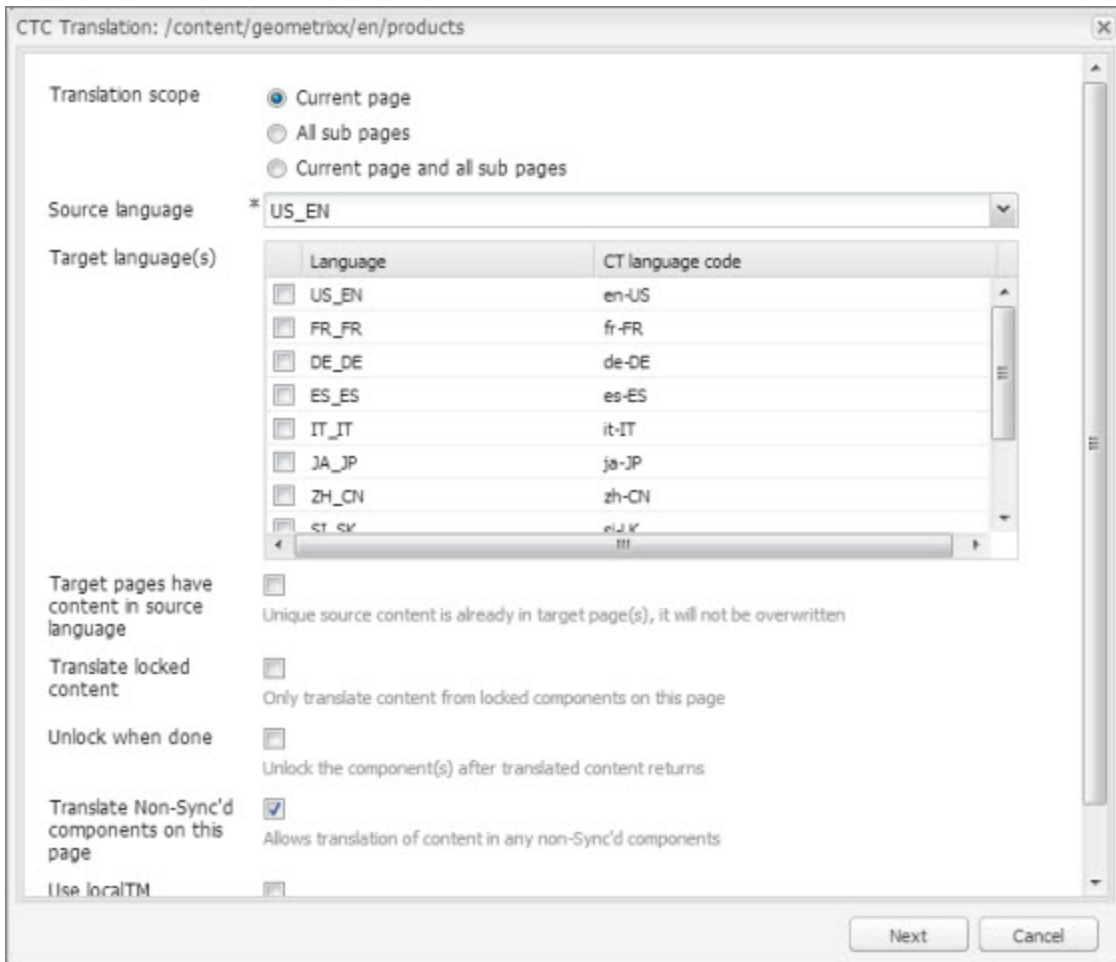 CTC Translation: /content/geometrixx/en/products
Translation scope
Current page
All sub pages
Current page and all sub pages
Source language * US_EN
Target language(s)
Language CT language code
US_EN en-US
FR_FR fr-FR
DE_DE de-DE
ES_ES es-ES
IT_IT it-IT
JA_JP ja-JP
ZH_CN zh-CN
SI_SK si-LK
Target pages have
content in source
language
Unique source content is already in target page(s), it will not be overwritten
Translate locked
content
Only translate content from locked components on this page
Unlock when done
Unlock the component(s) after translated content returns
Translate Non-Sync'd
components on this
page
Allows translation of content in any non-Sync'd components
Use localTM
Next Cancel